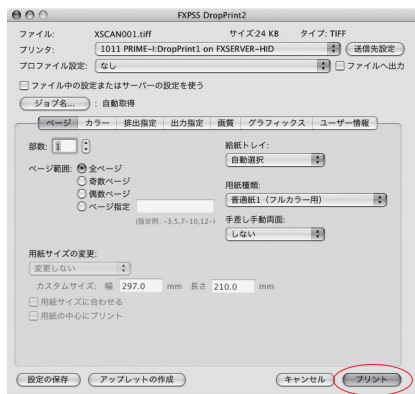 FXPSS DropPrint2
ファイル: XSCAN001.tiff サイズ:24 KB タイプ: TIFF
プリンタ: 1011 PRIME-I:DropPrint1 on FXSERVER-HID 送信先設定
プロファイル設定: なし ファイルへ出力
ファイル中の設定またはサーバーの設定を使う
ジョブ名... : 自動取得
ページ カラー 排出指定 出力指定 画質 グラフィックス ユーザー情報
部数: 1 給紙トレイ:
自動選択
ページ範囲: 全ページ
奇数ページ 用紙種類:
偶数ページ 普通紙1（フルカラー用）
ページ指定
(指定例: -3,5,7-10,12-) 手差し手動両面:
しない
用紙サイズの変更:
変更しない
カスタムサイズ: 幅 297.0 mm 長さ 210.0 mm
用紙サイズに合わせる
用紙の中心にプリント
設定の保存 アップレットの作成 キャンセル プリント